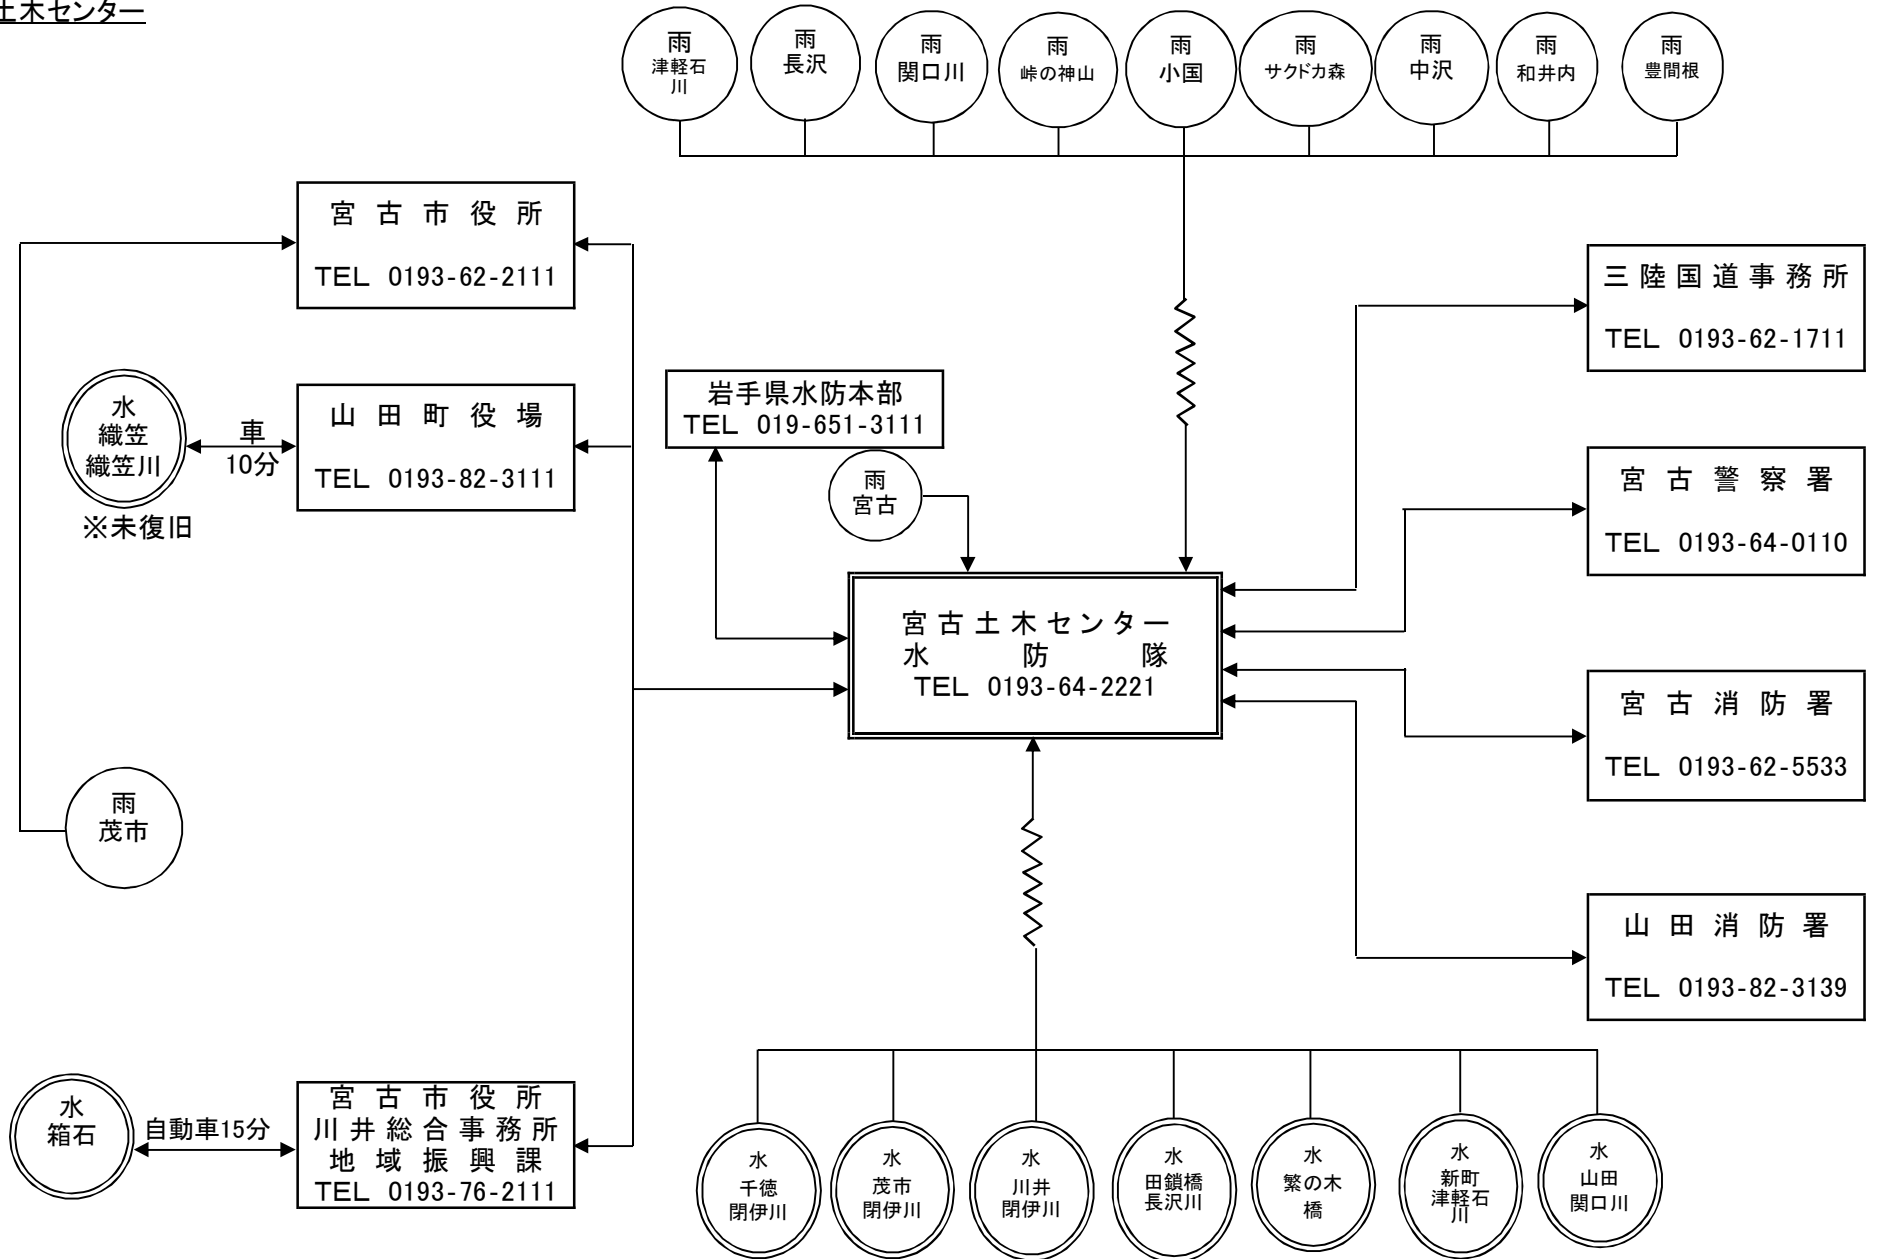 土木センター
雨
津軽石
川
雨
長沢
雨
関口川
雨
峠の神山
雨
小国
雨
サクドカ森
雨
中沢
雨
和井内
雨
豊間根
宮古市役所
TEL 0193-62-2111
三陸国道事務所
TEL 0193-62-1711
水
織笠
織笠川
※未復旧
車
10分
山田町役場
TEL 0193-82-3111
岩手県水防本部
TEL 019-651-3111
雨
宮古
宮古警察署
TEL 0193-64-0110
宮古土木センター
水防隊
TEL 0193-64-2221
宮古消防署
TEL 0193-62-5533
雨
茂市
山田消防署
TEL 0193-82-3139
水
箱石
自動車15分
宮古市役所
川井総合事務所
地域振興課
TEL 0193-76-2111
水
千徳
閉伊川
水
茂市
閉伊川
水
川井
閉伊川
水
田鎖橋
長沢川
水
繁の木
橋
水
新町
津軽石
川
水
山田
関口川